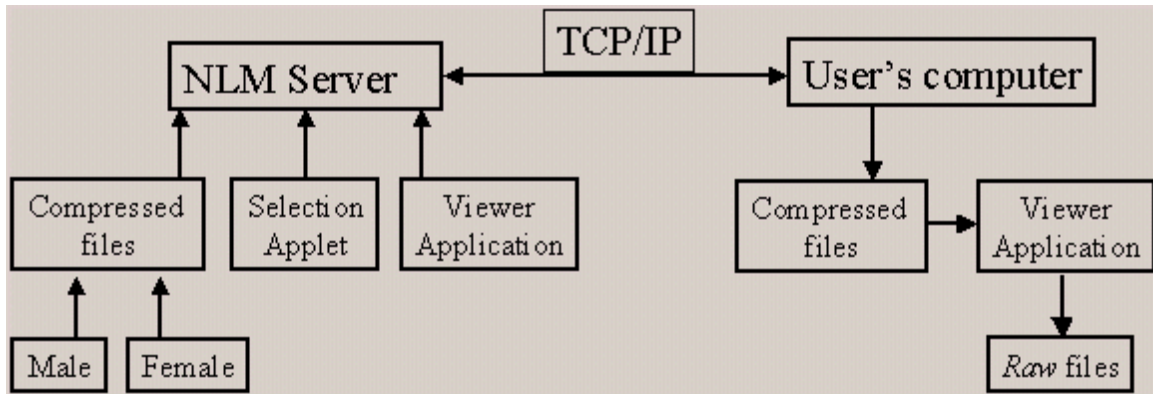 TCP/IP
NLM Server
User's computer
Compressed
files
Selection
Applet
Viewer
Application
Compressed
files
Viewer
Application
Male
Female
Raw files